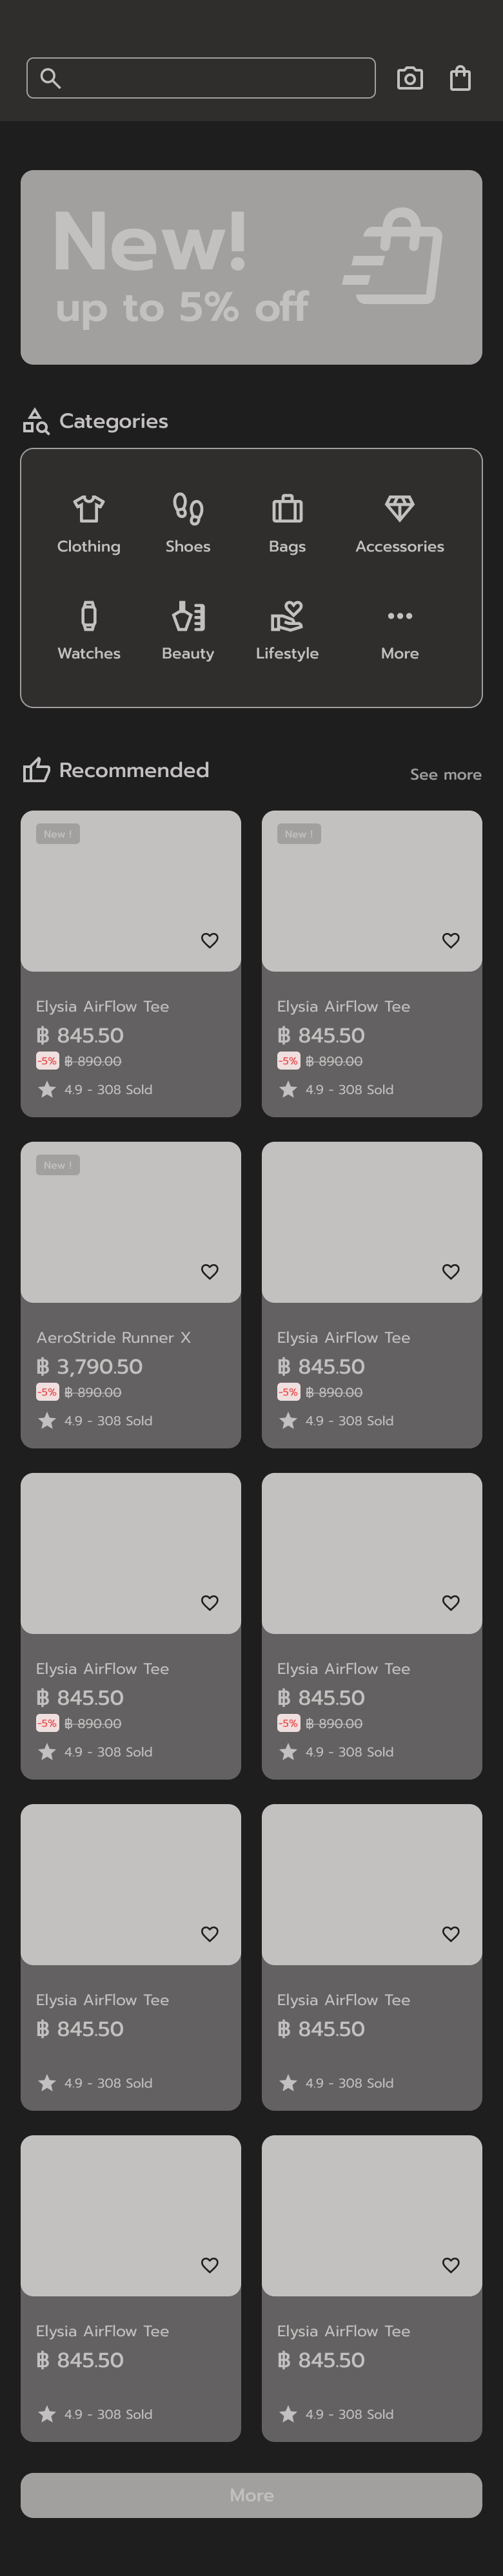 New!
up to 5% off
Categories
Clothing
Shoes
Bags
Accessories
Watches
Beauty
Lifestyle
More
Recommended
See more
New !
Elysia AirFlow Tee
฿ 845.50
-5% ฿ 890.00
4.9 - 308 Sold
New !
Elysia AirFlow Tee
฿ 845.50
-5% ฿ 890.00
4.9 - 308 Sold
New !
AeroStride Runner X
฿ 3,790.50
-5% ฿ 890.00
4.9 - 308 Sold
Elysia AirFlow Tee
฿ 845.50
-5% ฿ 890.00
4.9 - 308 Sold
Elysia AirFlow Tee
฿ 845.50
-5% ฿ 890.00
4.9 - 308 Sold
Elysia AirFlow Tee
฿ 845.50
-5% ฿ 890.00
4.9 - 308 Sold
Elysia AirFlow Tee
฿ 845.50
4.9 - 308 Sold
Elysia AirFlow Tee
฿ 845.50
4.9 - 308 Sold
Elysia AirFlow Tee
฿ 845.50
4.9 - 308 Sold
Elysia AirFlow Tee
฿ 845.50
4.9 - 308 Sold
More